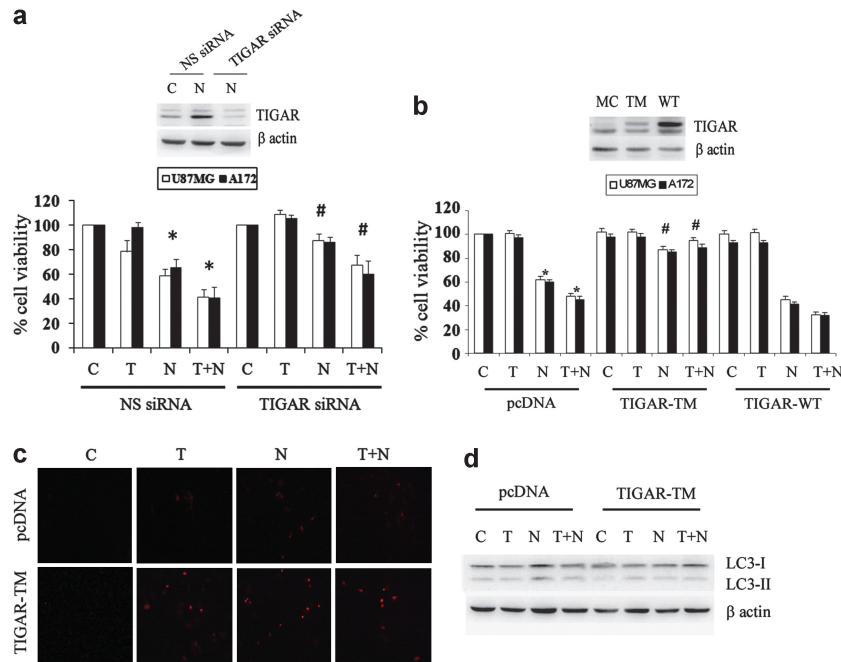 a
NS siRNA TIGAR siRNA
C N N
TIGAR
β actin
U87MG A172
% cell viability
120
100
80
60
40
20
0
* * # #
C T N T+N C T N T+N
NS siRNA TIGAR siRNA
b
MC TM WT
TIGAR
β actin
U87MG A172
% cell viability
120
100
80
60
40
20
0
* * # #
C T N T+N C T N T+N C T N T+N
pcDNA TIGAR-TM TIGAR-WT
c
C T N T+N
pcDNA
TIGAR-TM
d
pcDNA TIGAR-TM
C T N T+N C T N T+N
LC3-I
LC3-II
β actin